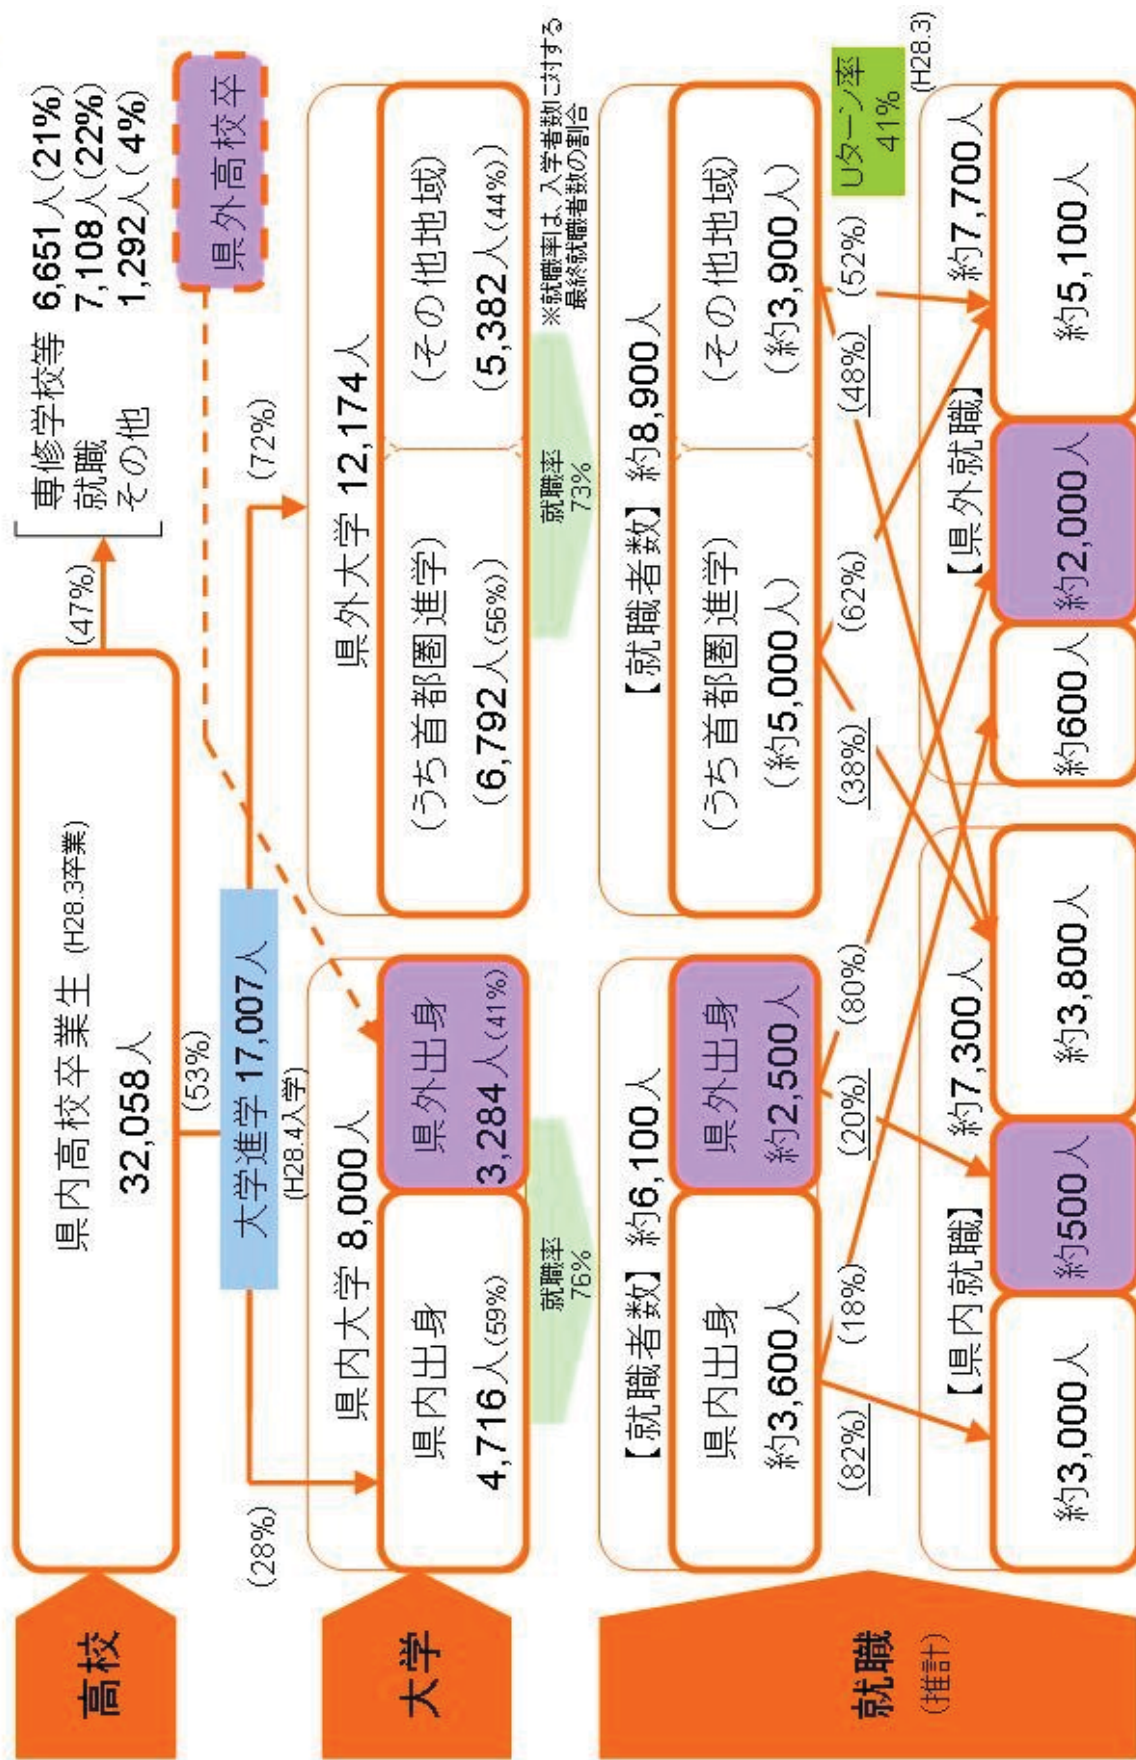 高校
県内高校卒業生 (H28.3卒業)
32,058人
(47%)
専修学校等 6,651人(21%)
就職 7,108人(22%)
その他 1,292人( 4%)
(53%)
県外高校卒
大学進学 17,007人
(H28.4入学)
(28%)
(72%)
大学
県内大学 8,000人
県内出身
4,716人(59%)
県外出身
3,284人(41%)
県外大学 12,174人
(うち首都圏進学)
(6,792人(56%))
(その他地域)
(5,382人(44%))
就職率
76%
就職率
73%
※就職率は、入学者数に対する
最終就職者数の割合
就職
(推計)
【就職者数】 約6,100人
県内出身
約3,600人
県外出身
約2,500人
【就職者数】 約8,900人
(うち首都圏進学)
(約5,000人)
(その他地域)
(約3,900人)
(82%)
(18%)
(20%)
(80%)
(38%)
(62%)
(48%)
(52%)
Uターン率
41%
(H28.3)
【県内就職】 約7,300人
約3,000人
約500人
約3,800人
【県外就職】 約7,700人
約600人
約2,000人
約5,100人